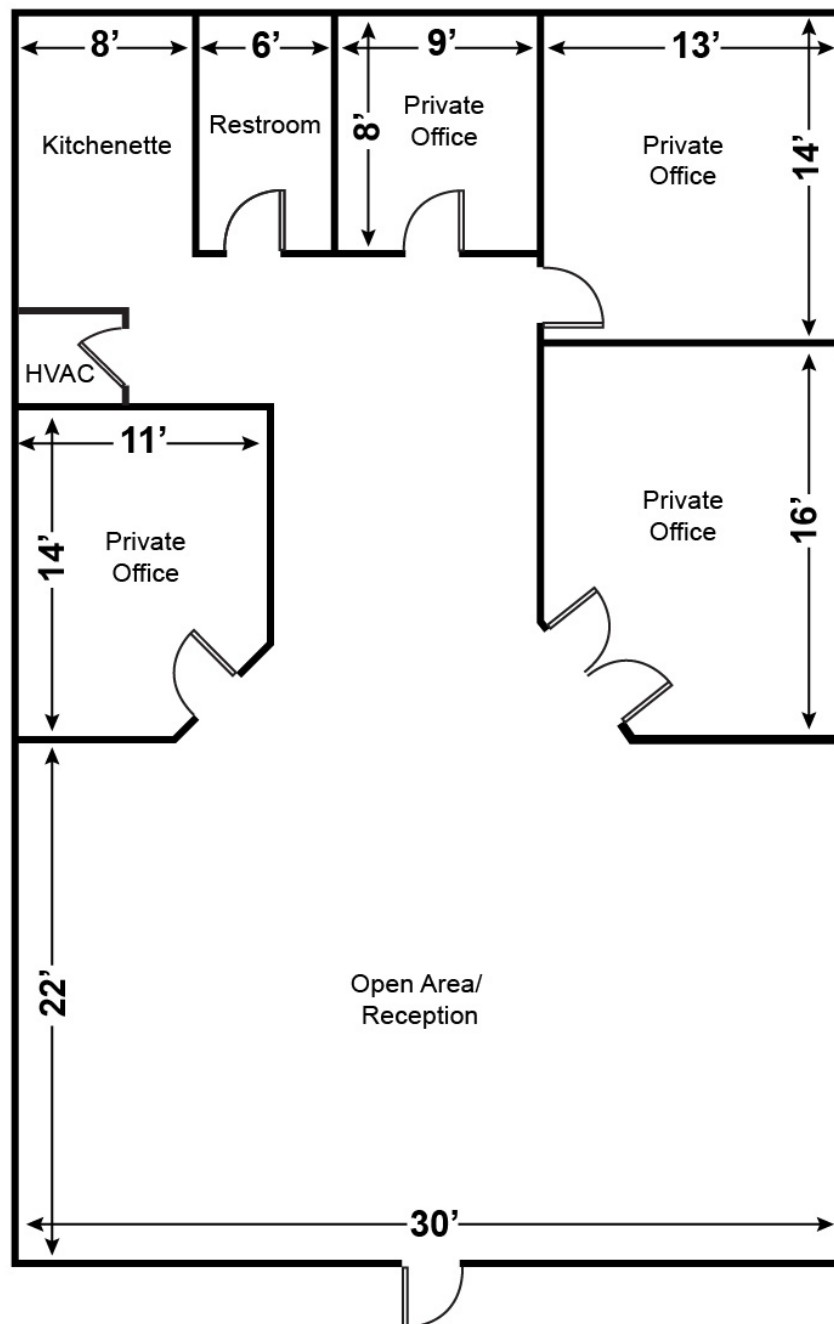 8’
6’
9’
13’
Kitchenette
Restroom
8’
Private
Office
Private
Office
14’
HVAC
11’
14’
Private
Office
Private
Office
16’
22’
Open Area/
Reception
30’